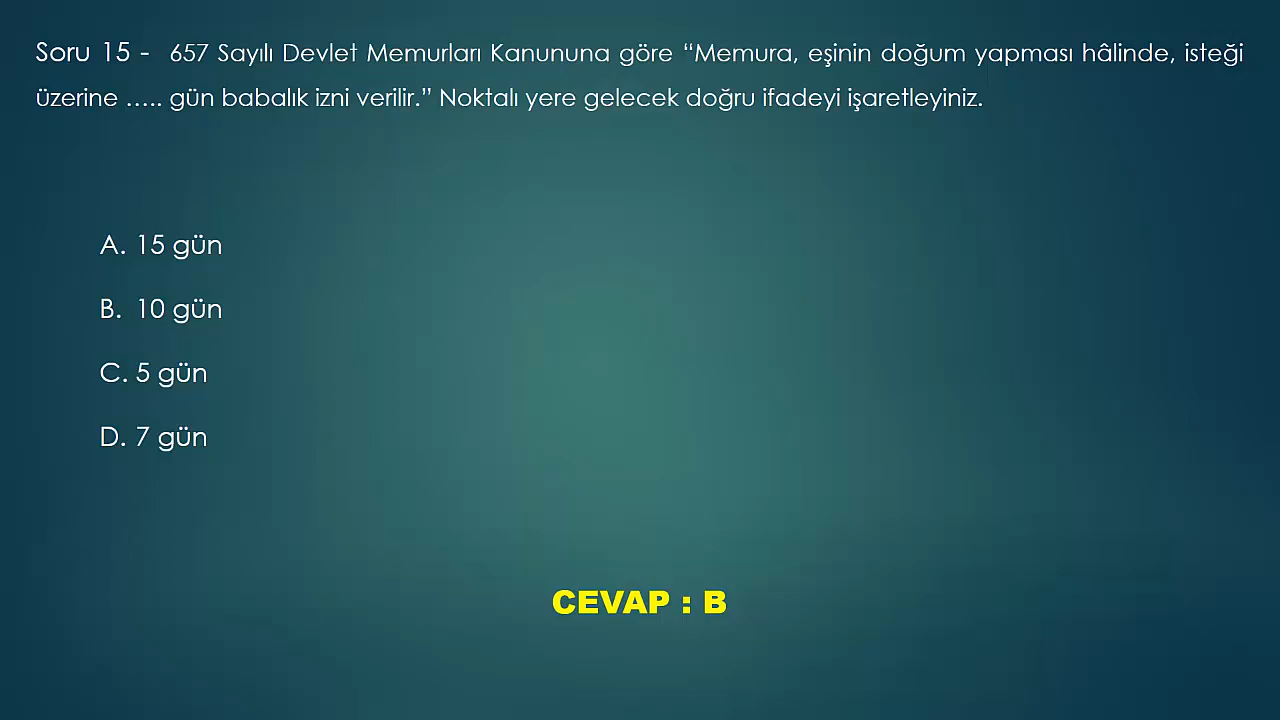 Soru 15 - 657 Sayılı Devlet Memurları Kanununa göre “Memura, eşinin doğum yapması hâlinde, isteği
üzerine ….. gün babalık izni verilir.” Noktalı yere gelecek doğru ifadeyi işaretleyiniz.
A. 15 gün
B. 10 gün
C. 5 gün
D. 7 gün
CEVAP : B